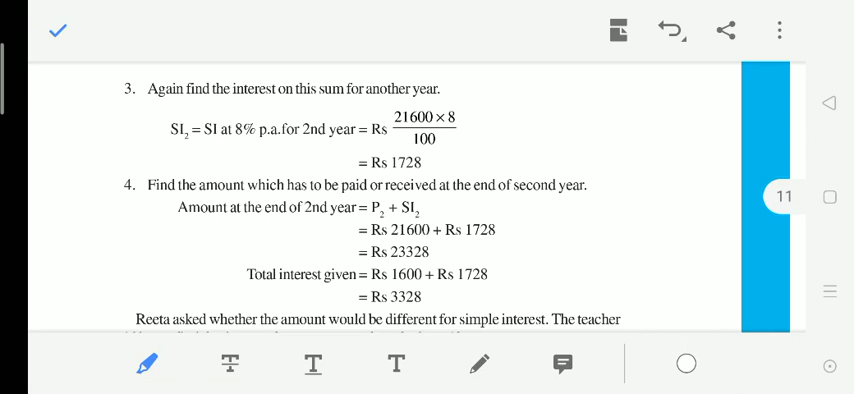 3. Again find the interest on this sum for another year.
SI₂ = SI at 8% p.a.for 2nd year = Rs 21600 × 8
100
= Rs 1728
4. Find the amount which has to be paid or received at the end of second year.
Amount at the end of 2nd year = P₂ + SI₂
= Rs 21600 + Rs 1728
11
= Rs 23328
Total interest given = Rs 1600 + Rs 1728
= Rs 3328
Reeta asked whether the amount would be different for simple interest. The teacher